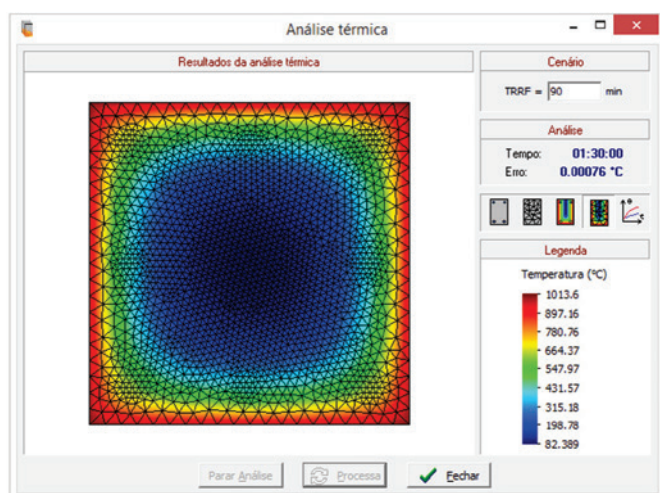 Análise térmica
Resultados da análise térmica
Cenário
TRRF = 90 min
Análise
Tempo: 01:30:00
Erro: 0.00076 °C
Legenda
Temperatura (°C)
1013.6
897.16
780.76
664.37
547.97
431.57
315.18
198.78
82.389
Parar Análise
Processa
Fechar